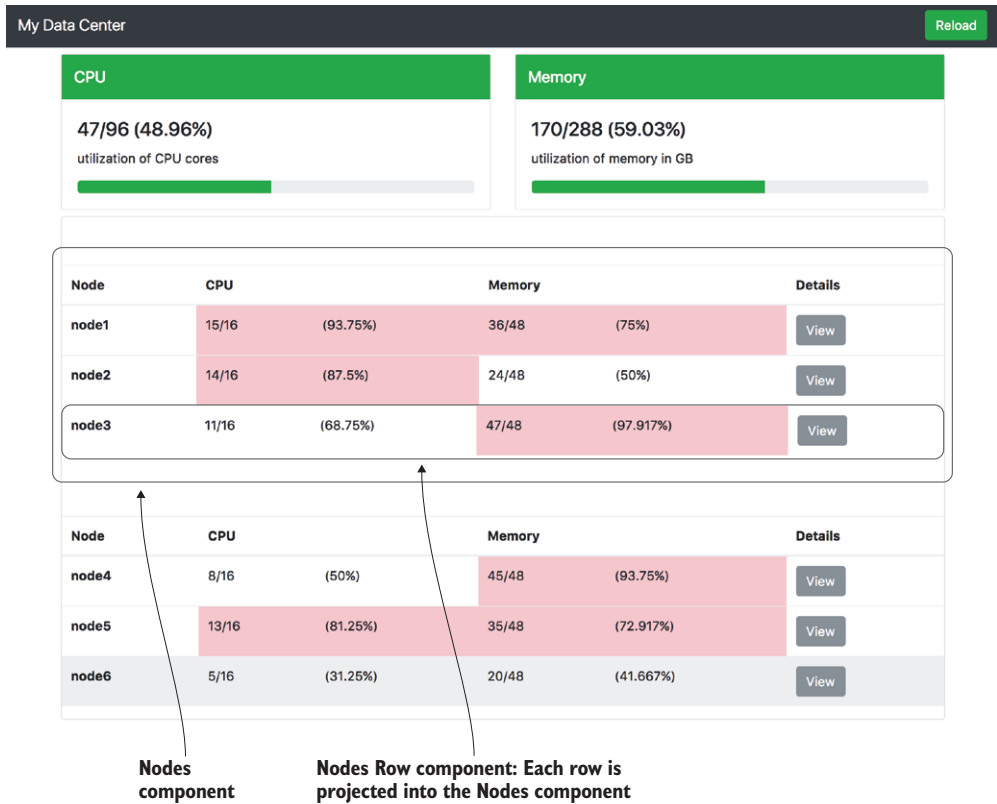 My Data Center Reload
CPU Memory
47/96 (48.96%) 170/288 (59.03%)
utilization of CPU cores utilization of memory in GB
Node CPU Memory Details
node1 15/16 (93.75%) 36/48 (75%) View
node2 14/16 (87.5%) 24/48 (50%) View
node3 11/16 (68.75%) 47/48 (97.917%) View
Node CPU Memory Details
node4 8/16 (50%) 45/48 (93.75%) View
node5 13/16 (81.25%) 35/48 (72.917%) View
node6 5/16 (31.25%) 20/48 (41.667%) View
Nodes
component
Nodes Row component: Each row is
projected into the Nodes component